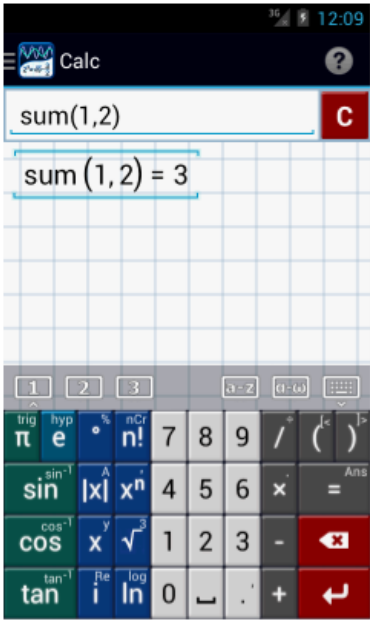 3G 12:09
Calc ?
sum(1,2) C
sum(1,2) = 3
1 2 3 a-z α-ω
trig π hyp e % ° nCr n! 7 8 9 ÷ / [< ( ]> )
sin⁻¹ sin A |x| xⁿ 4 5 6 × Ans =
cos⁻¹ cos y x 3 √ 1 2 3 -
tan⁻¹ tan Re i log ln 0 . +